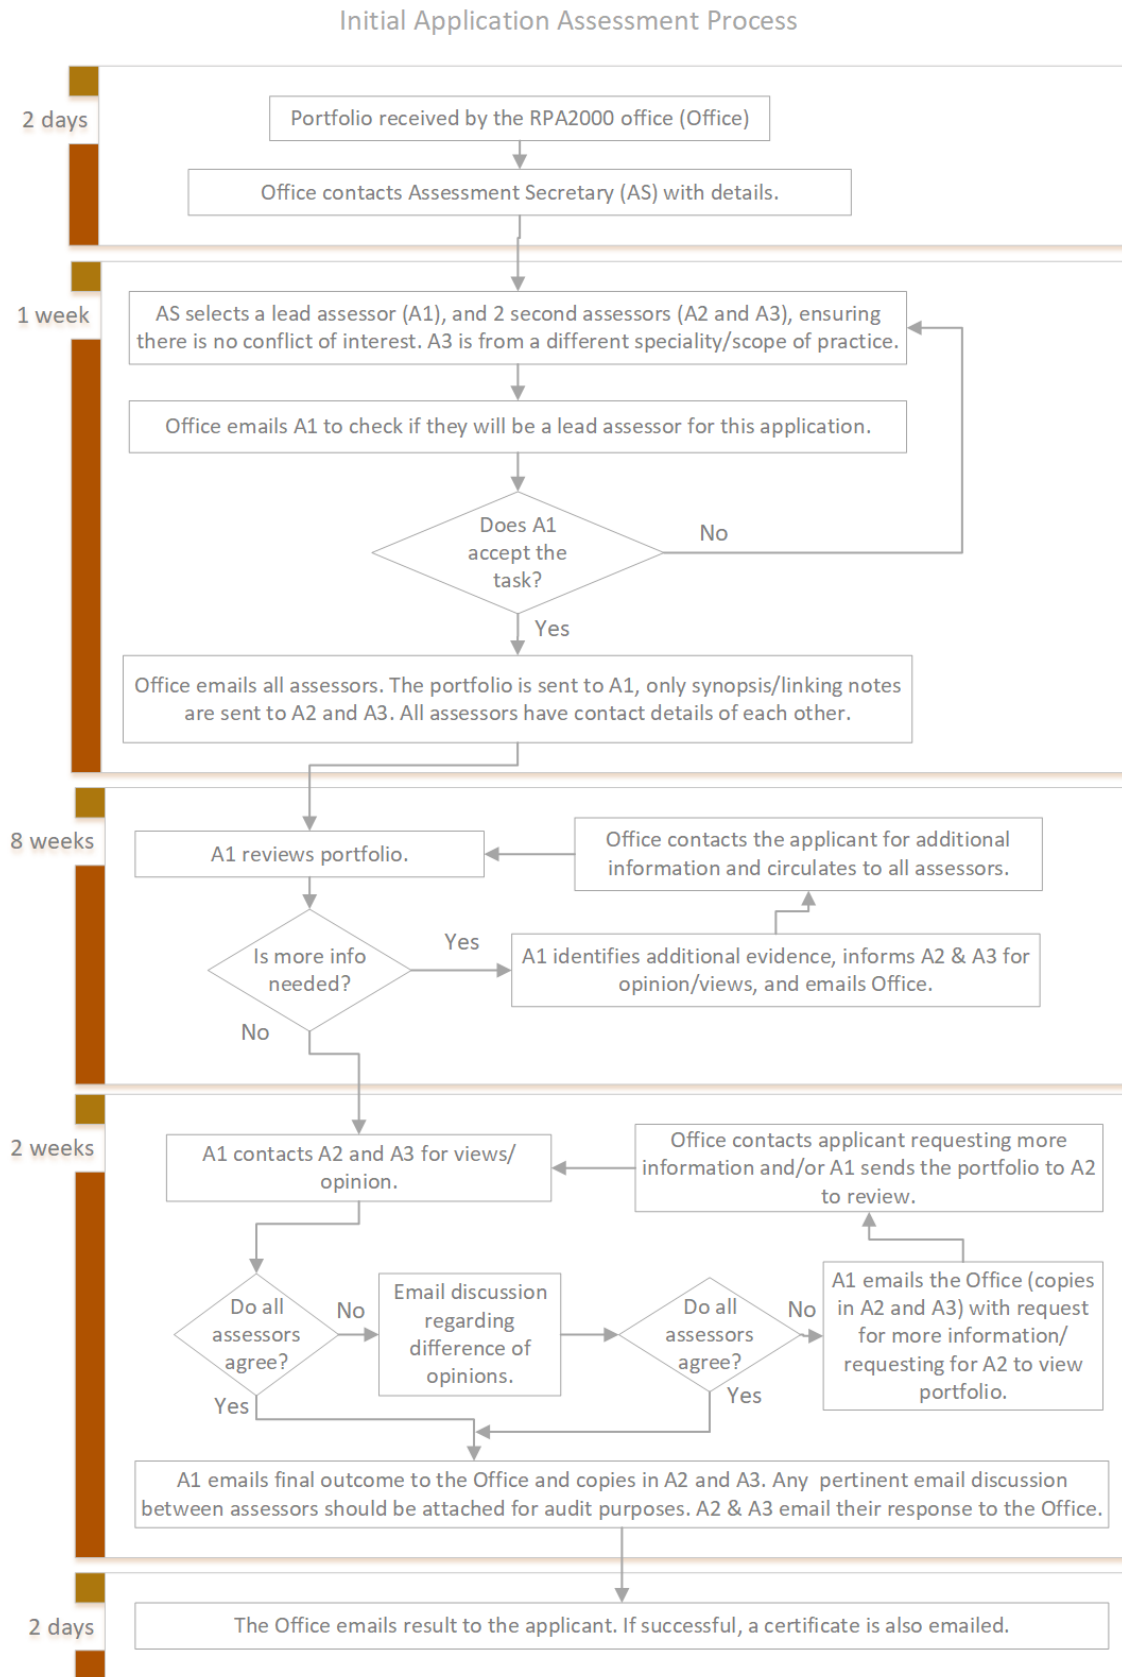 Initial Application Assessment Process
2 days
Portfolio received by the RPA2000 office (Office)
Office contacts Assessment Secretary (AS) with details.
1 week
AS selects a lead assessor (A1), and 2 second assessors (A2 and A3), ensuring
there is no conflict of interest. A3 is from a different speciality/scope of practice.
Office emails A1 to check if they will be a lead assessor for this application.
Does A1
accept the
task?
No
Yes
Office emails all assessors. The portfolio is sent to A1, only synopsis/linking notes
are sent to A2 and A3. All assessors have contact details of each other.
8 weeks
A1 reviews portfolio.
Office contacts the applicant for additional
information and circulates to all assessors.
Is more info
needed?
Yes
A1 identifies additional evidence, informs A2 & A3 for
opinion/views, and emails Office.
No
2 weeks
A1 contacts A2 and A3 for views/
opinion.
Office contacts applicant requesting more
information and/or A1 sends the portfolio to A2
to review.
Do all
assessors
agree?
No
Email discussion
regarding
difference of
opinions.
Do all
assessors
agree?
No
A1 emails the Office (copies
in A2 and A3) with request
for more information/
requesting for A2 to view
portfolio.
Yes
Yes
A1 emails final outcome to the Office and copies in A2 and A3. Any  pertinent email discussion
between assessors should be attached for audit purposes. A2 & A3 email their response to the Office.
2 days
The Office emails result to the applicant. If successful, a certificate is also emailed.